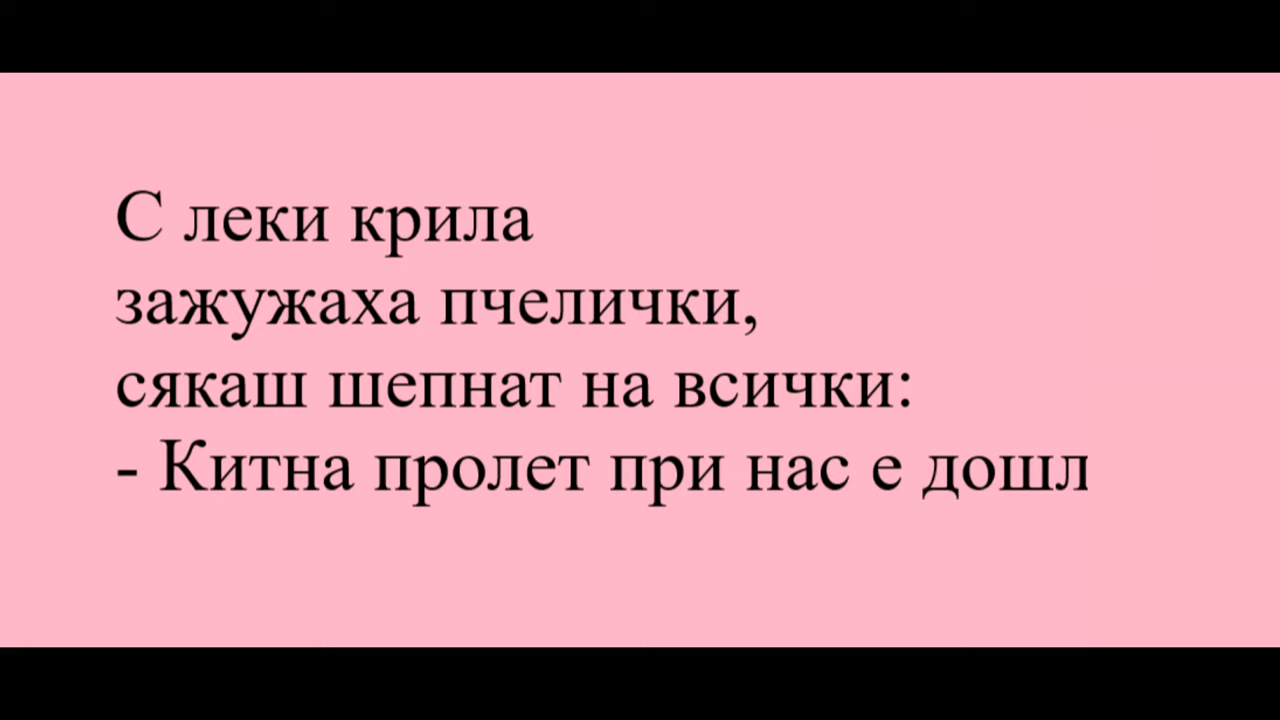 С леки крила
зажужаха пчелички,
сякаш шепнат на всички:
- Китна пролет при нас е дошл